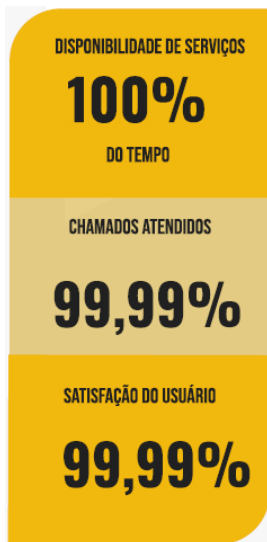 DISPONIBILIDADE DE SERVIÇOS
100%
DO TEMPO
CHAMADOS ATENDIDOS
99,99%
SATISFAÇÃO DO USUÁRIO
99,99%